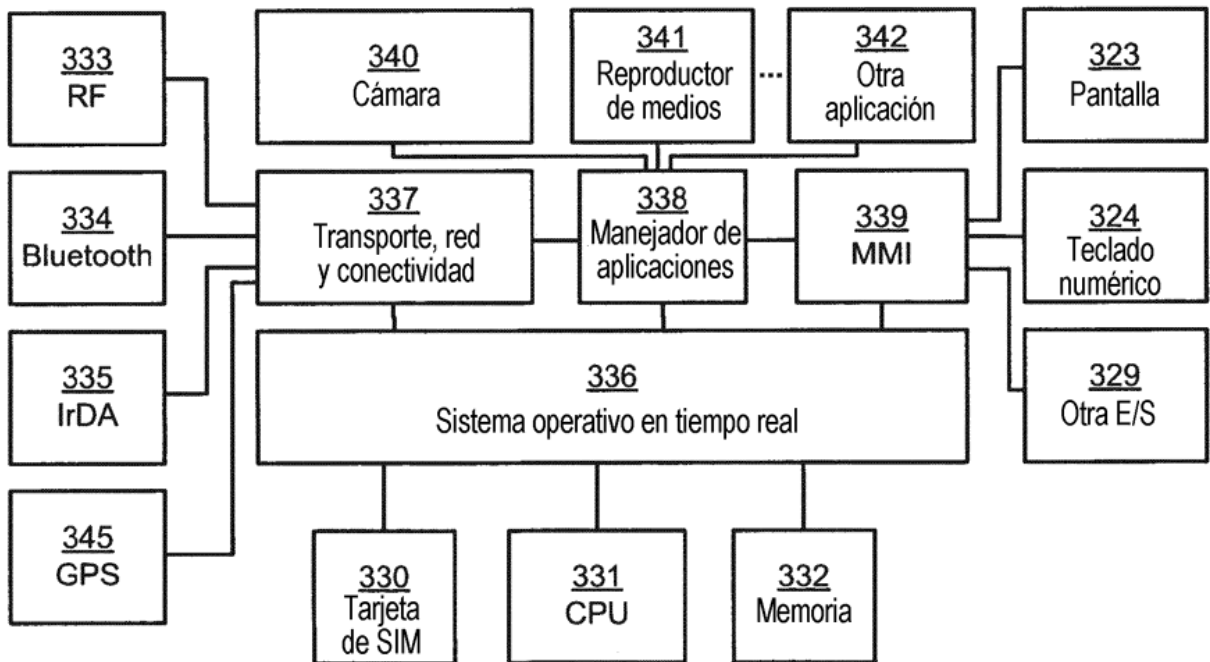 333
RF
340
Cámara
341
Reproductor
de medios
...
342
Otra
aplicación
323
Pantalla
334
Bluetooth
337
Transporte, red
y conectividad
338
Manejador de
aplicaciones
339
MMI
324
Teclado
numérico
335
IrDA
336
Sistema operativo en tiempo real
329
Otra E/S
345
GPS
330
Tarjeta
de SIM
331
CPU
332
Memoria